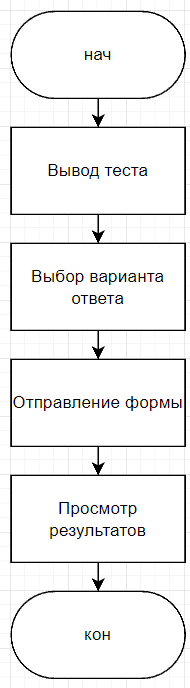 нач
Вывод теста
Выбор варианта
ответа
Отправление формы
Просмотр
результатов
кон